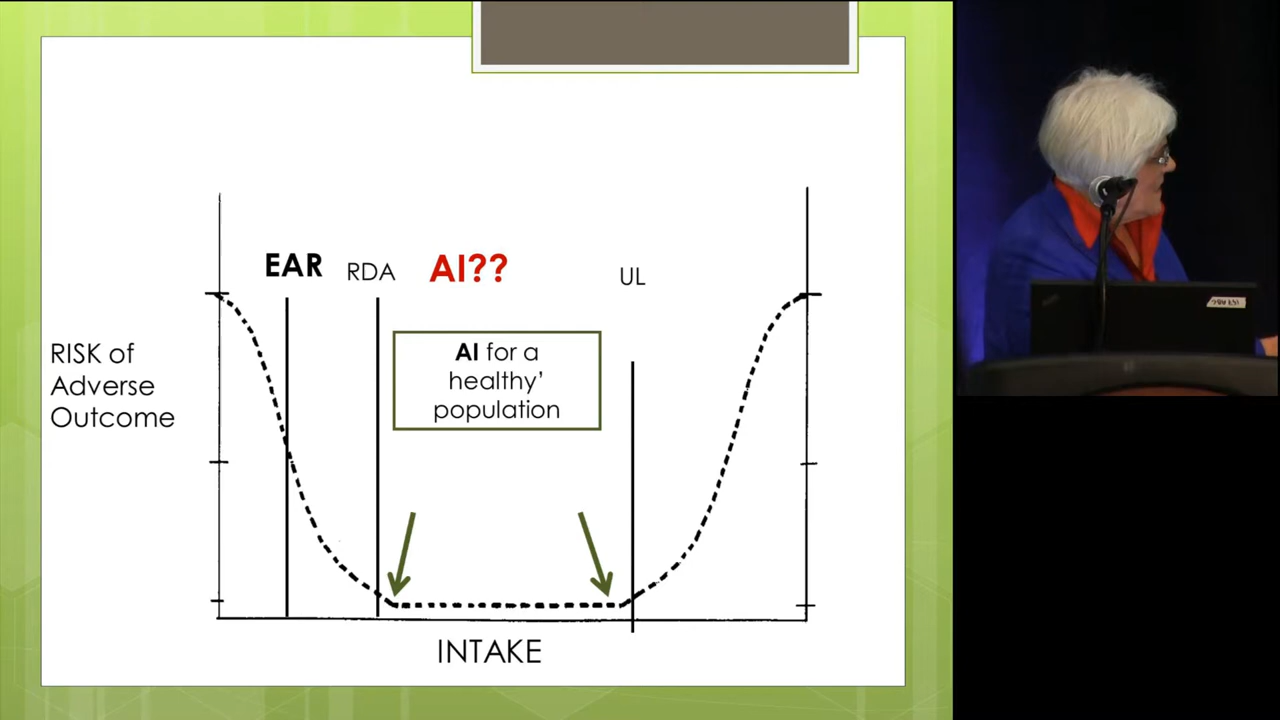 EAR RDA AI?? UL
RISK of
Adverse
Outcome
AI for a
healthy’
population
INTAKE